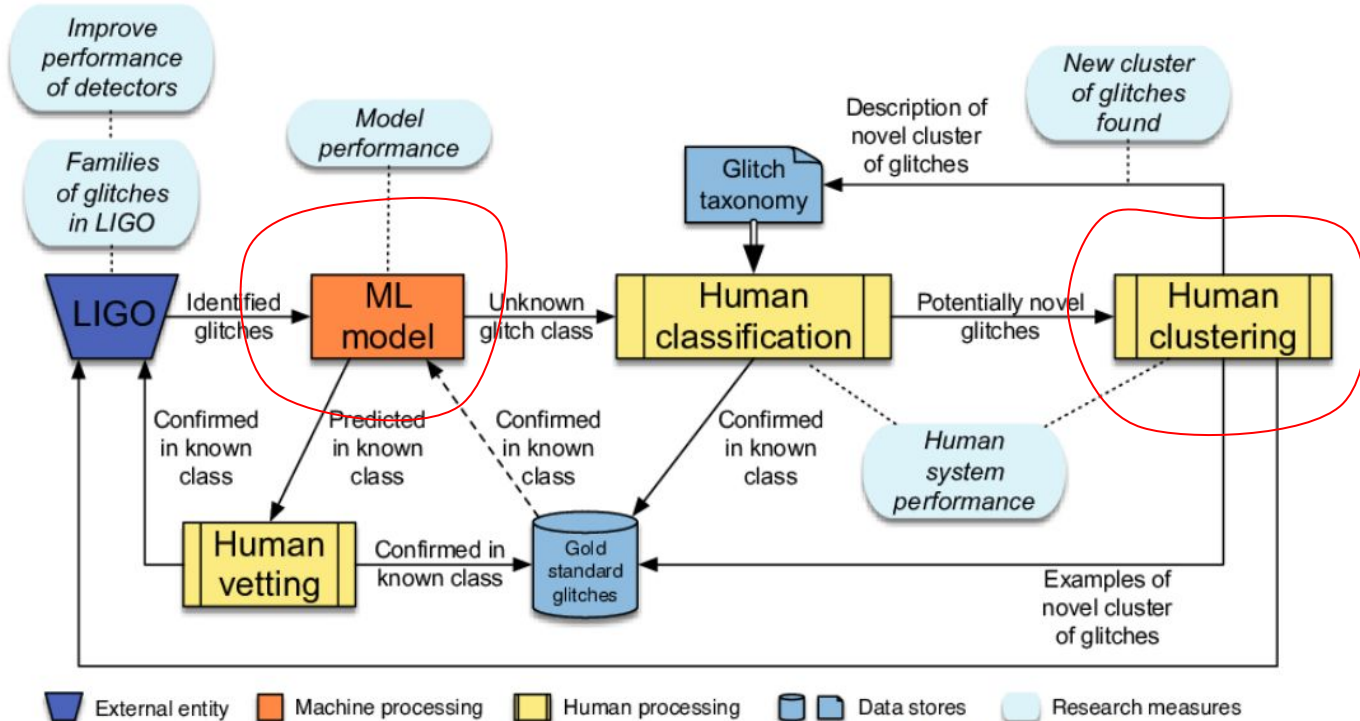 Improve
performance
of detectors
Families
of glitches
in LIGO
Model
performance
Description of
novel cluster
of glitches
New cluster
of glitches
found
Glitch
taxonomy
LIGO
Identified
glitches
ML
model
Unknown
glitch class
Human
classification
Potentially novel
glitches
Human
clustering
Confirmed
in known
class
Predicted
in known
class
Confirmed
in known
class
Confirmed
in known
class
Human
system
performance
Human
vetting
Confirmed in
known class
Gold
standard
glitches
Examples of
novel cluster
of glitches
External entity
Machine processing
Human processing
Data stores
Research measures